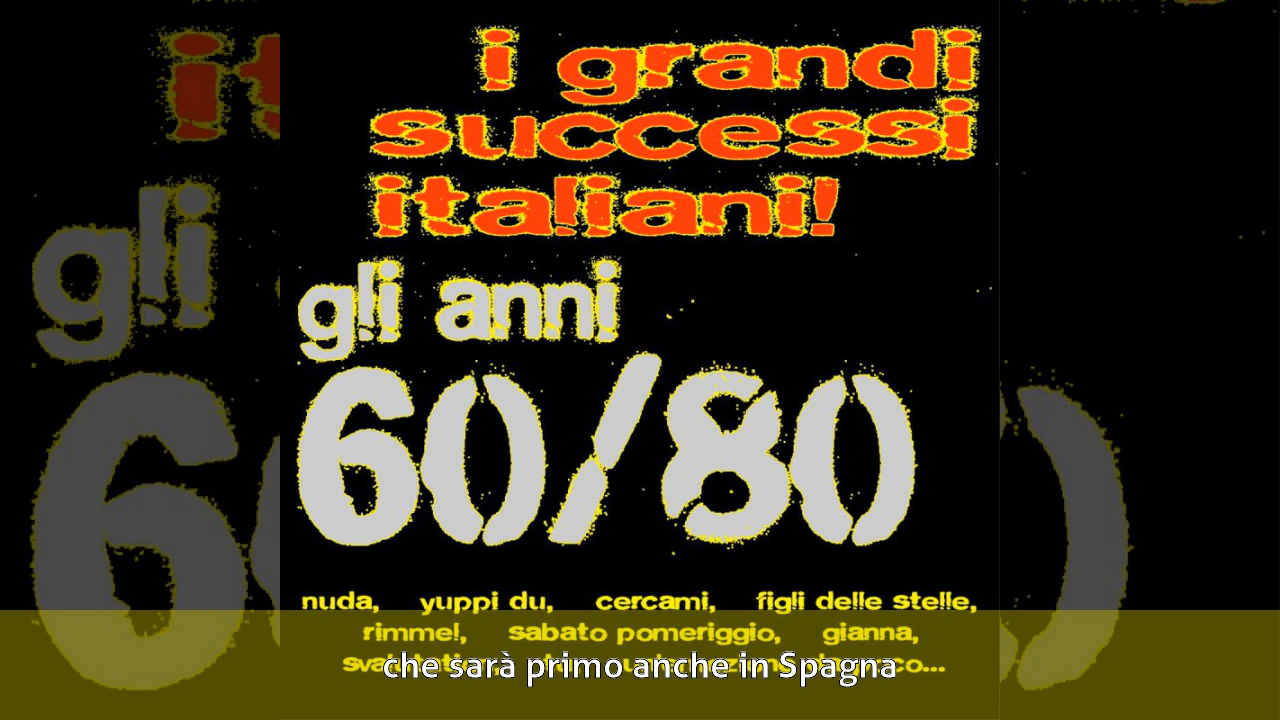 i grandi
successi
italiani!
gli anni
60/80
nuda, yuppi du, cercami, figli delle stelle,
rimmel, sabato pomeriggio, gianna,
che sarà primo anche in Spagna